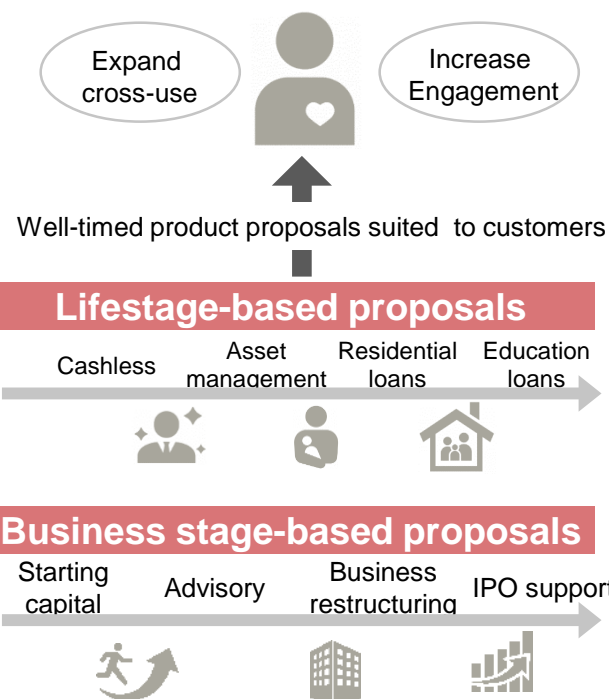 Expand
cross-use
Increase
Engagement
Well-timed product proposals suited to customers
Lifestage-based proposals
Cashless
Asset
management
Residential
loans
Education
loans
Business stage-based proposals
Starting
capital
Advisory
Business
restructuring
IPO support